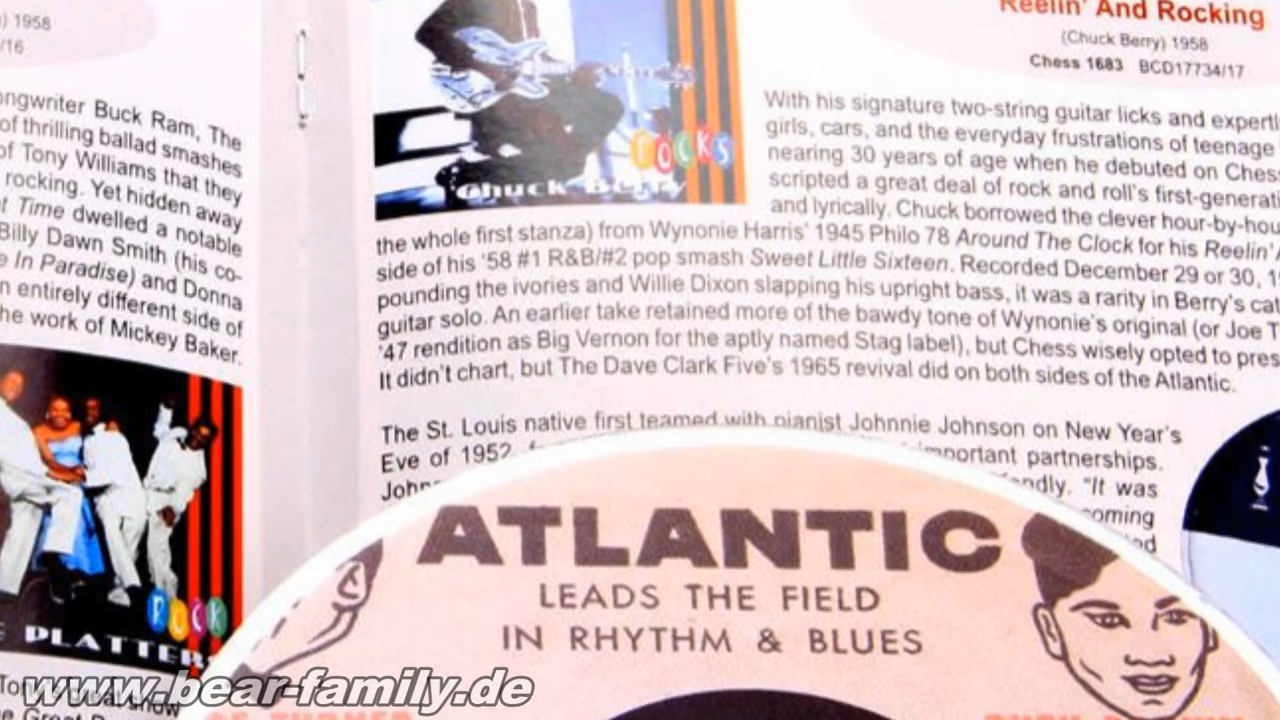 ) 1958
/16
ongwriter Buck Ram, The
of thrilling ballad smashes
of Tony Williams that they
rocking. Yet hidden away
t Time dwelled a notable
Billy Dawn Smith (his co-
e In Paradise) and Donna
n entirely different side of
he work of Mickey Baker.
ROCK
PLATTERS
ROCKS
Chuck Berry
Reelin' And Rocking
(Chuck Berry) 1958
Chess 1683 BCD17734/17
With his signature two-string guitar licks and expertl
girls, cars, and the everyday frustrations of teenage
nearing 30 years of age when he debuted on Chess
scripted a great deal of rock and roll's first-generati
and lyrically. Chuck borrowed the clever hour-by-hou
the whole first stanza) from Wynonie Harris' 1945 Philo 78 Around The Clock for his Reelin' A
side of his '58 #1 R&B/#2 pop smash Sweet Little Sixteen. Recorded December 29 or 30, 1
pounding the ivories and Willie Dixon slapping his upright bass, it was a rarity in Berry's cat
guitar solo. An earlier take retained more of the bawdy tone of Wynonie's original (or Joe T
'47 rendition as Big Vernon for the aptly named Stag label), but Chess wisely opted to pres
It didn't chart, but The Dave Clark Five's 1965 revival did on both sides of the Atlantic.
The St. Louis native first teamed with pianist Johnnie Johnson on New Year's
Eve of 1952 important partnerships.
John ndly. "It was
oming
ATLANTIC
LEADS THE FIELD
IN RHYTHM & BLUES
www.bear-family.de